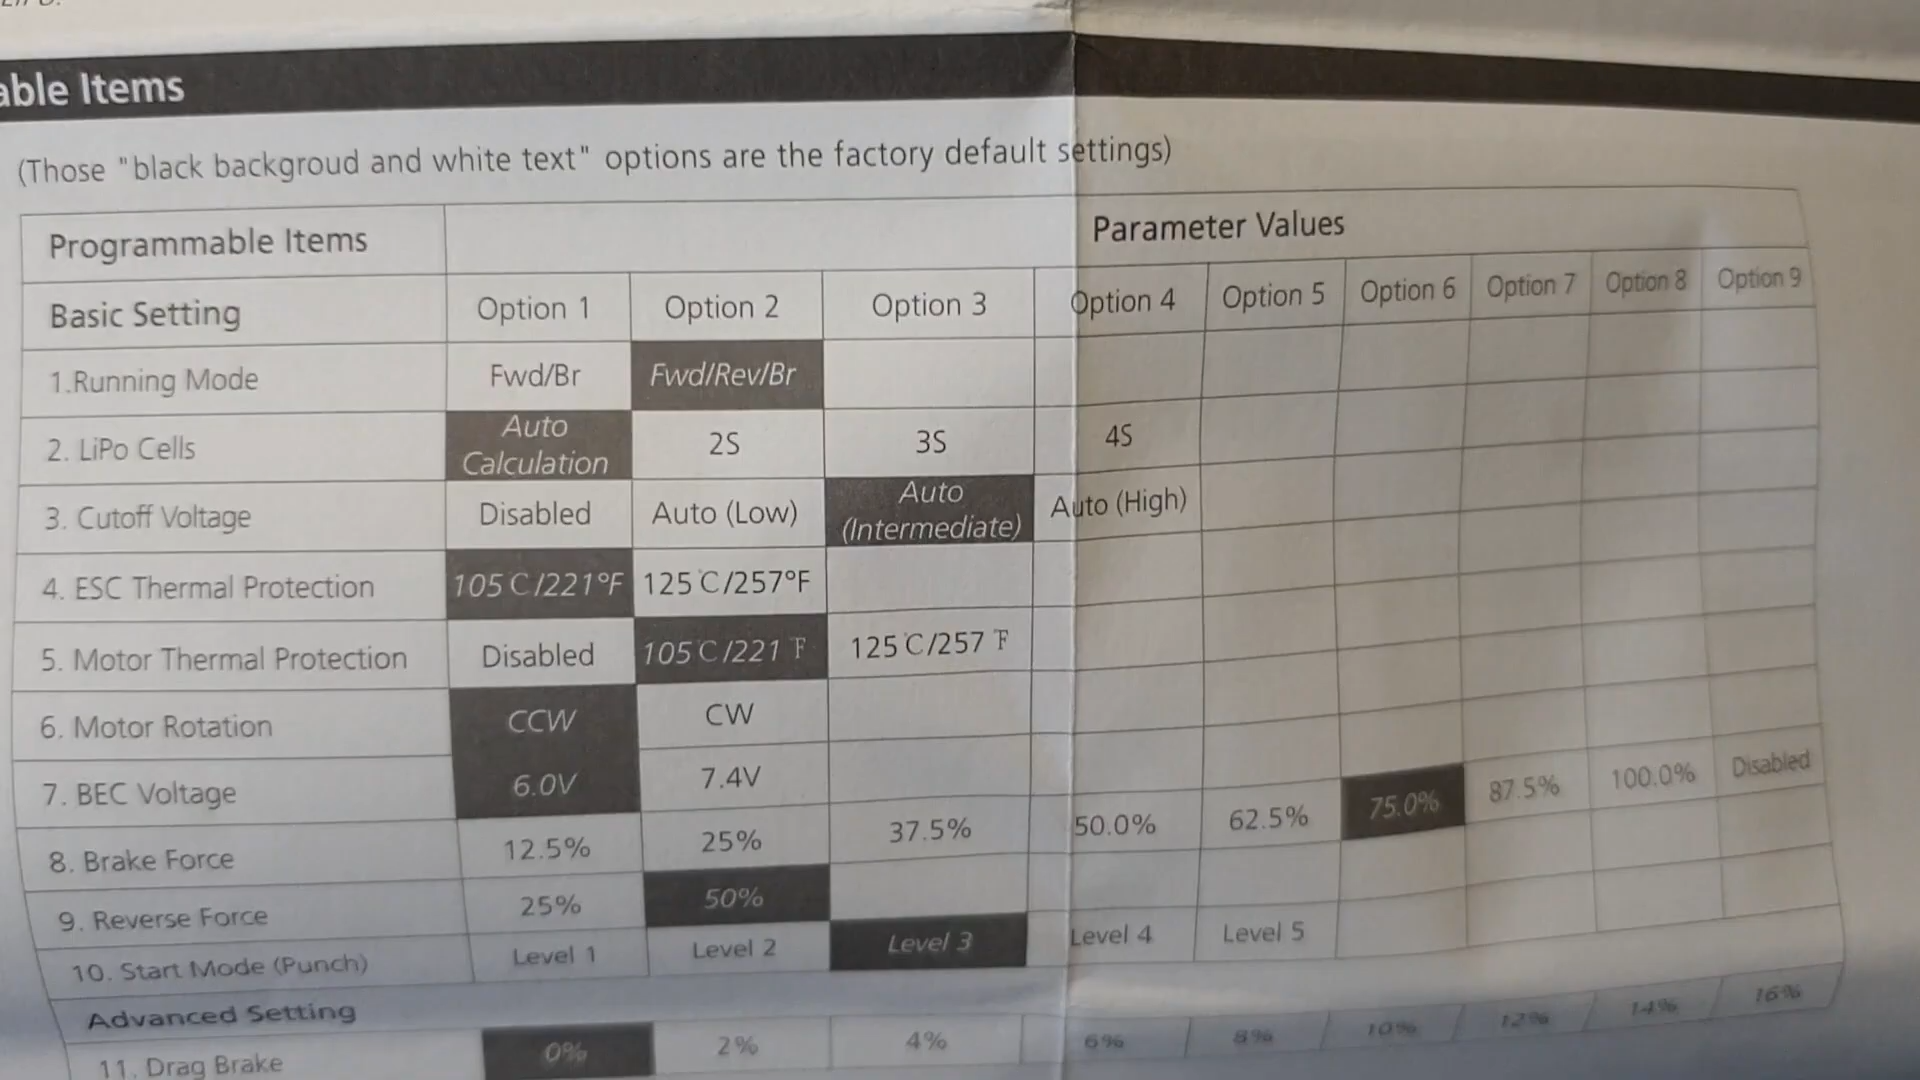 able Items
(Those "black backgroud and white text" options are the factory default settings)
Programmable Items Parameter Values
Basic Setting Option 1 Option 2 Option 3 Option 4 Option 5 Option 6 Option 7 Option 8 Option 9
1.Running Mode Fwd/Br Fwd/Rev/Br
2. LiPo Cells Auto Calculation 2S 3S 4S
3. Cutoff Voltage Disabled Auto (Low) Auto (Intermediate) Auto (High)
4. ESC Thermal Protection 105℃/221°F 125℃/257°F
5. Motor Thermal Protection Disabled 105℃/221℉ 125℃/257℉
6. Motor Rotation CCW CW
7. BEC Voltage 6.0V 7.4V
8. Brake Force 12.5% 25% 37.5% 50.0% 62.5% 75.0% 87.5% 100.0% Disabled
9. Reverse Force 25% 50%
10. Start Mode (Punch) Level 1 Level 2 Level 3 Level 4 Level 5
Advanced Setting
11. Drag Brake 0% 2% 4% 6% 8% 10% 12% 14% 16%